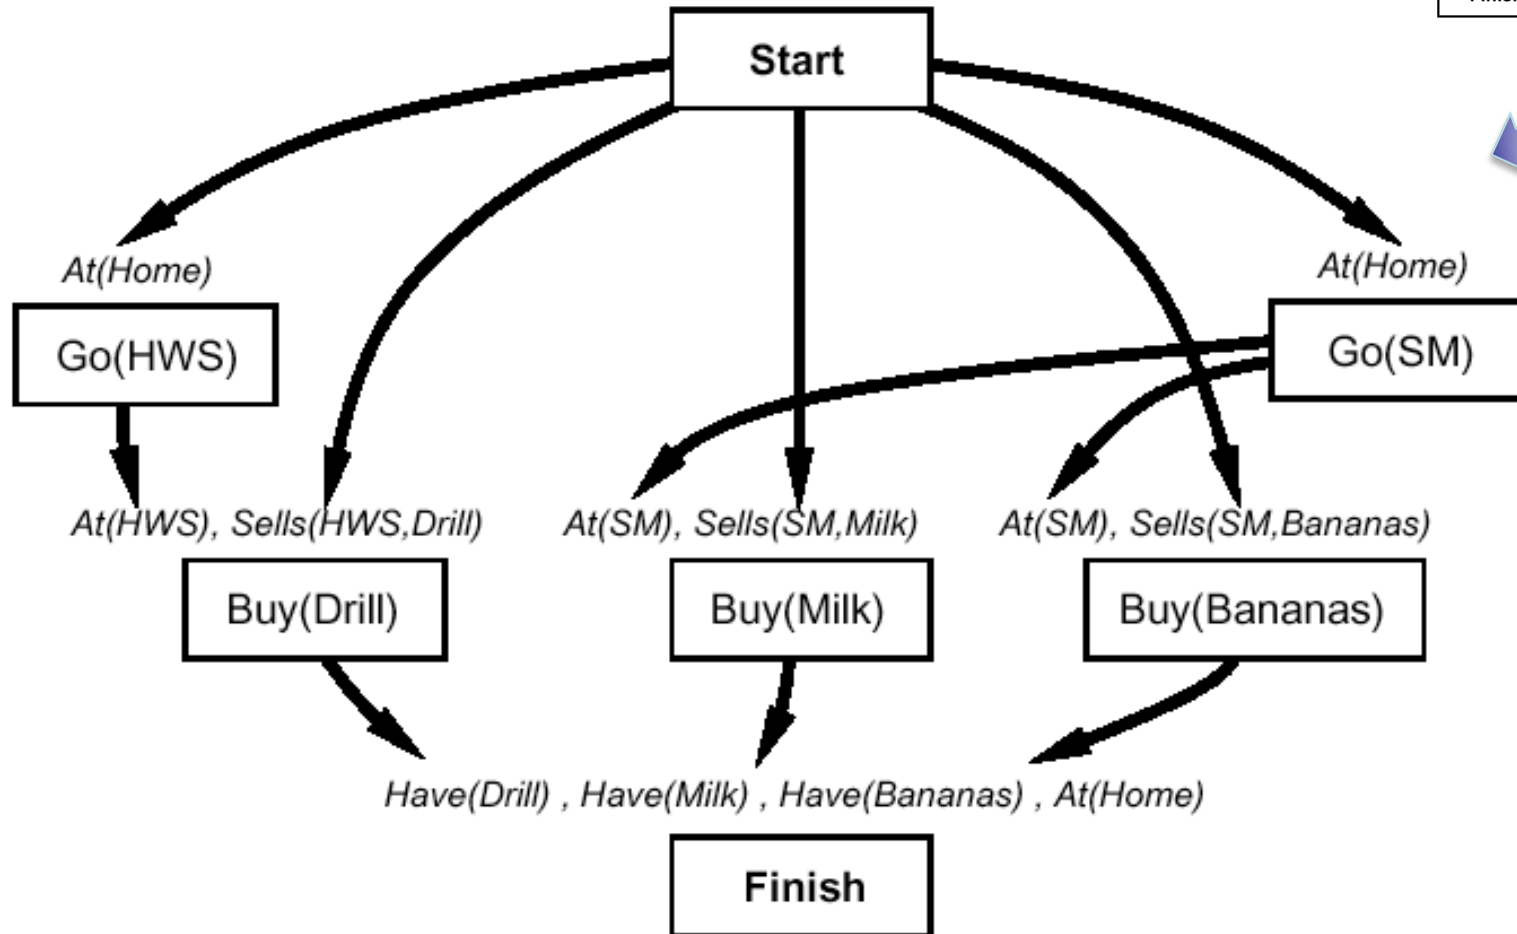 Finish
Start
At(Home)
At(Home)
Go(HWS)
Go(SM)
At(HWS), Sells(HWS,Drill)
At(SM), Sells(SM,Milk)
At(SM), Sells(SM,Bananas)
Buy(Drill)
Buy(Milk)
Buy(Bananas)
Have(Drill) , Have(Milk) , Have(Bananas) , At(Home)
Finish